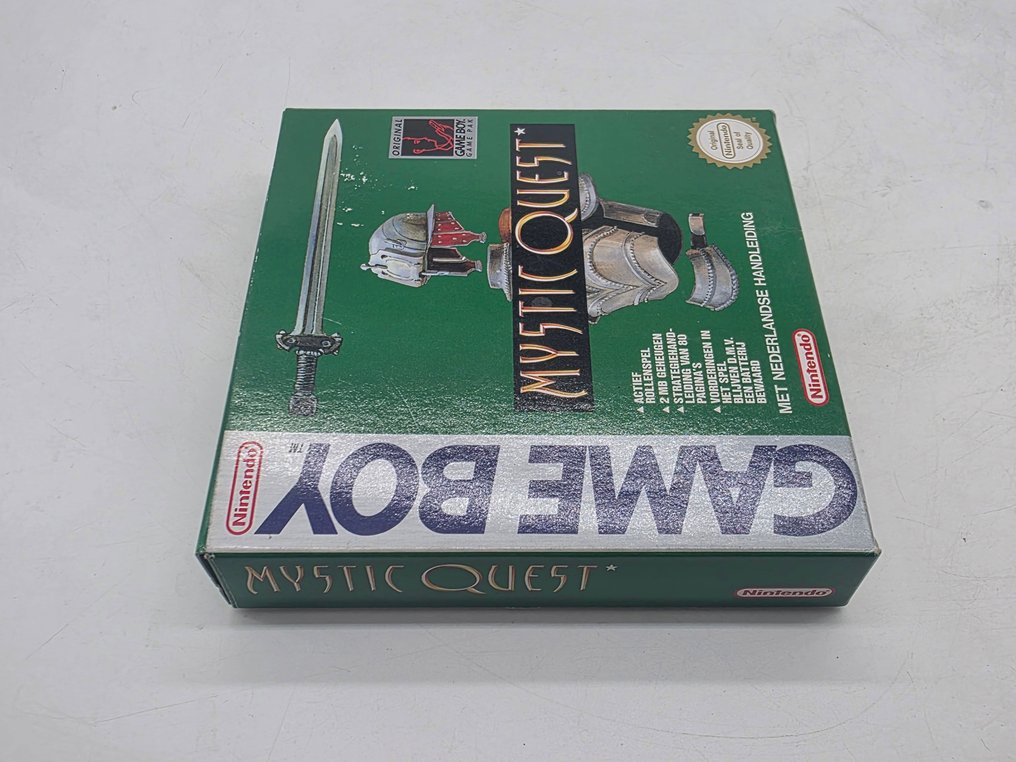 ORIGINAL
GAME BOY
GAME PAK
Original
Nintendo
Seal of
Quality
MYSTIC QUEST*
▲ ACTIEF
ROLLENSPEL
▲ 2 MB GEHEUGEN
▲ STRATEGIEHAND-
LEIDING VAN 80
PAGINA'S
▲ VORDERINGEN IN
HET SPEL
BLIJVEN D.M.V.
EEN BATTERIJ
BEWAARD
MET NEDERLANDSE HANDLEIDING
Nintendo
Nintendo
GAME BOY
TM
MYSTIC QUEST*
Nintendo